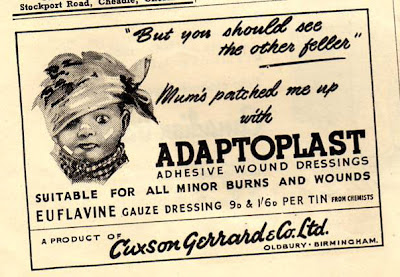 Stockport Road, Cheadle,
"But you should see
the other feller"
Mum's patched me up
with
ADAPTOPLAST
ADHESIVE WOUND DRESSINGS
SUITABLE FOR ALL MINOR BURNS AND WOUNDS
EUFLAVINE GAUZE DRESSING 9D & 1/6D PER TIN FROM CHEMISTS
A PRODUCT OF Cuxson Gerrard & Co. Ltd.
OLDBURY · BIRMINGHAM.